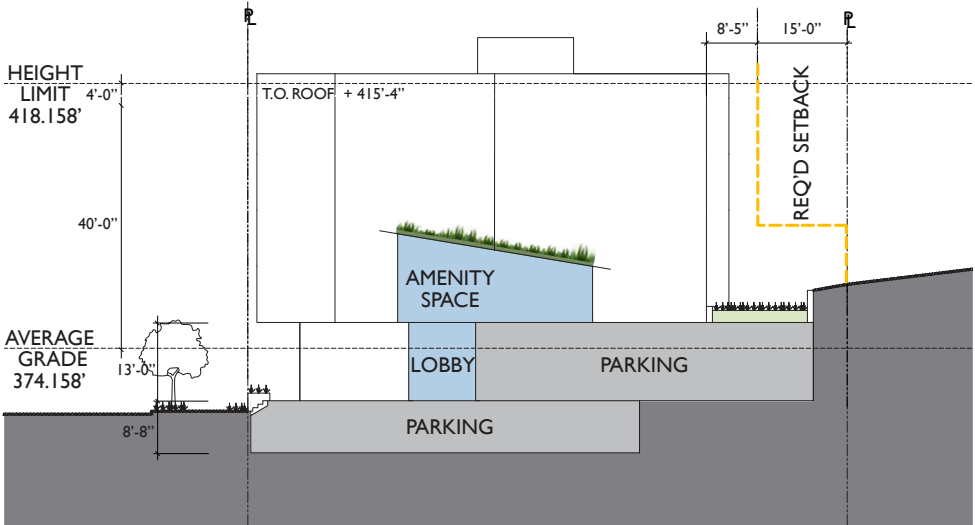 PL
PL
8'-5"
15'-0"
HEIGHT
LIMIT
418.158'
4'-0"
T.O. ROOF + 415'-4"
REQ'D SETBACK
40'-0"
AMENITY
SPACE
AVERAGE
GRADE
374.158'
13'-0"
LOBBY
PARKING
8'-8"
PARKING